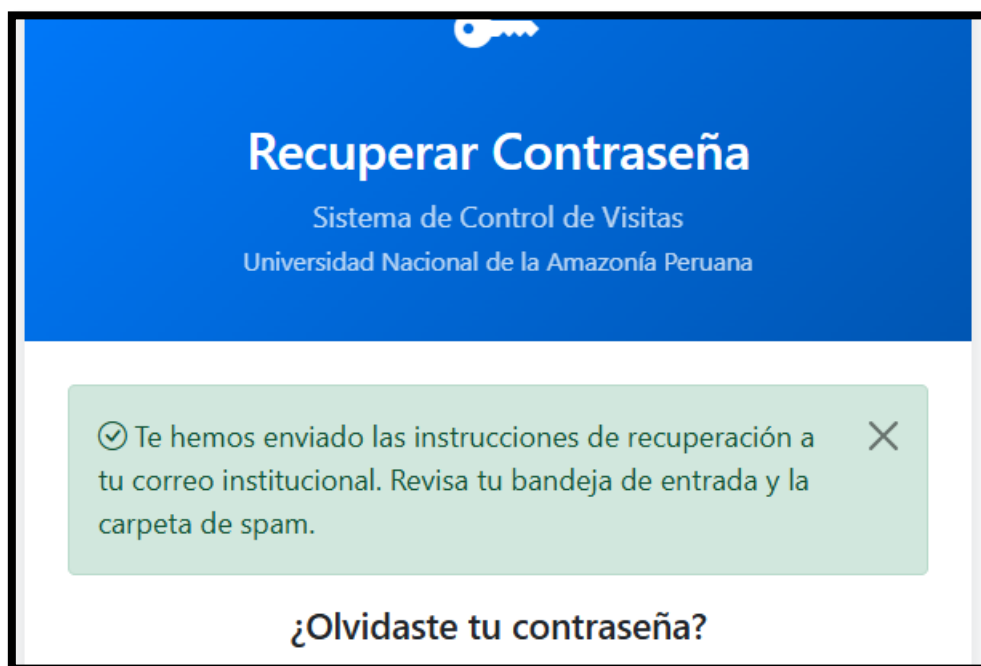 Recuperar Contraseña
Sistema de Control de Visitas
Universidad Nacional de la Amazonía Peruana
Te hemos enviado las instrucciones de recuperación a
tu correo institucional. Revisa tu bandeja de entrada y la
carpeta de spam.
¿Olvidaste tu contraseña?